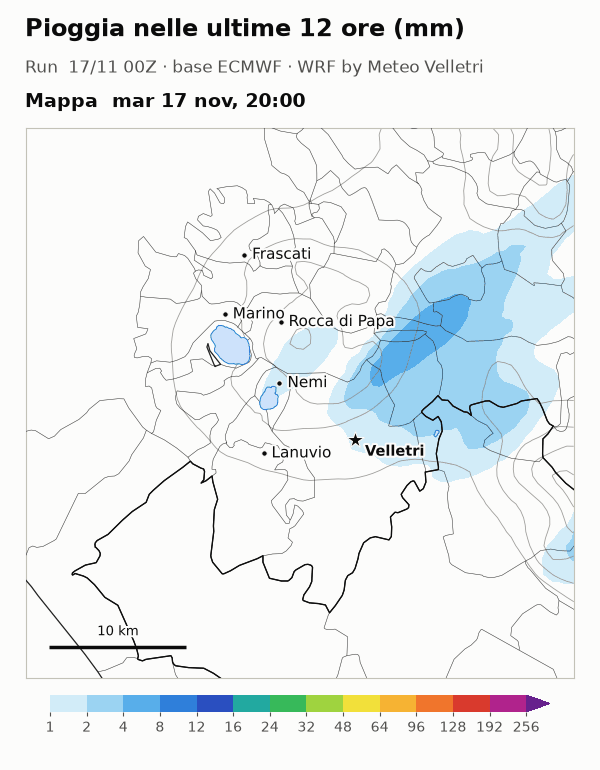 Pioggia nelle ultime 12 ore (mm)
Run 17/11 00Z · base ECMWF · WRF by Meteo Velletri
Mappa mar 17 nov, 20:00
Frascati
Marino
Rocca di Papa
Nemi
Velletri
Lanuvio
10 km
1 2 4 8 12 16 24 32 48 64 96 128 192 256